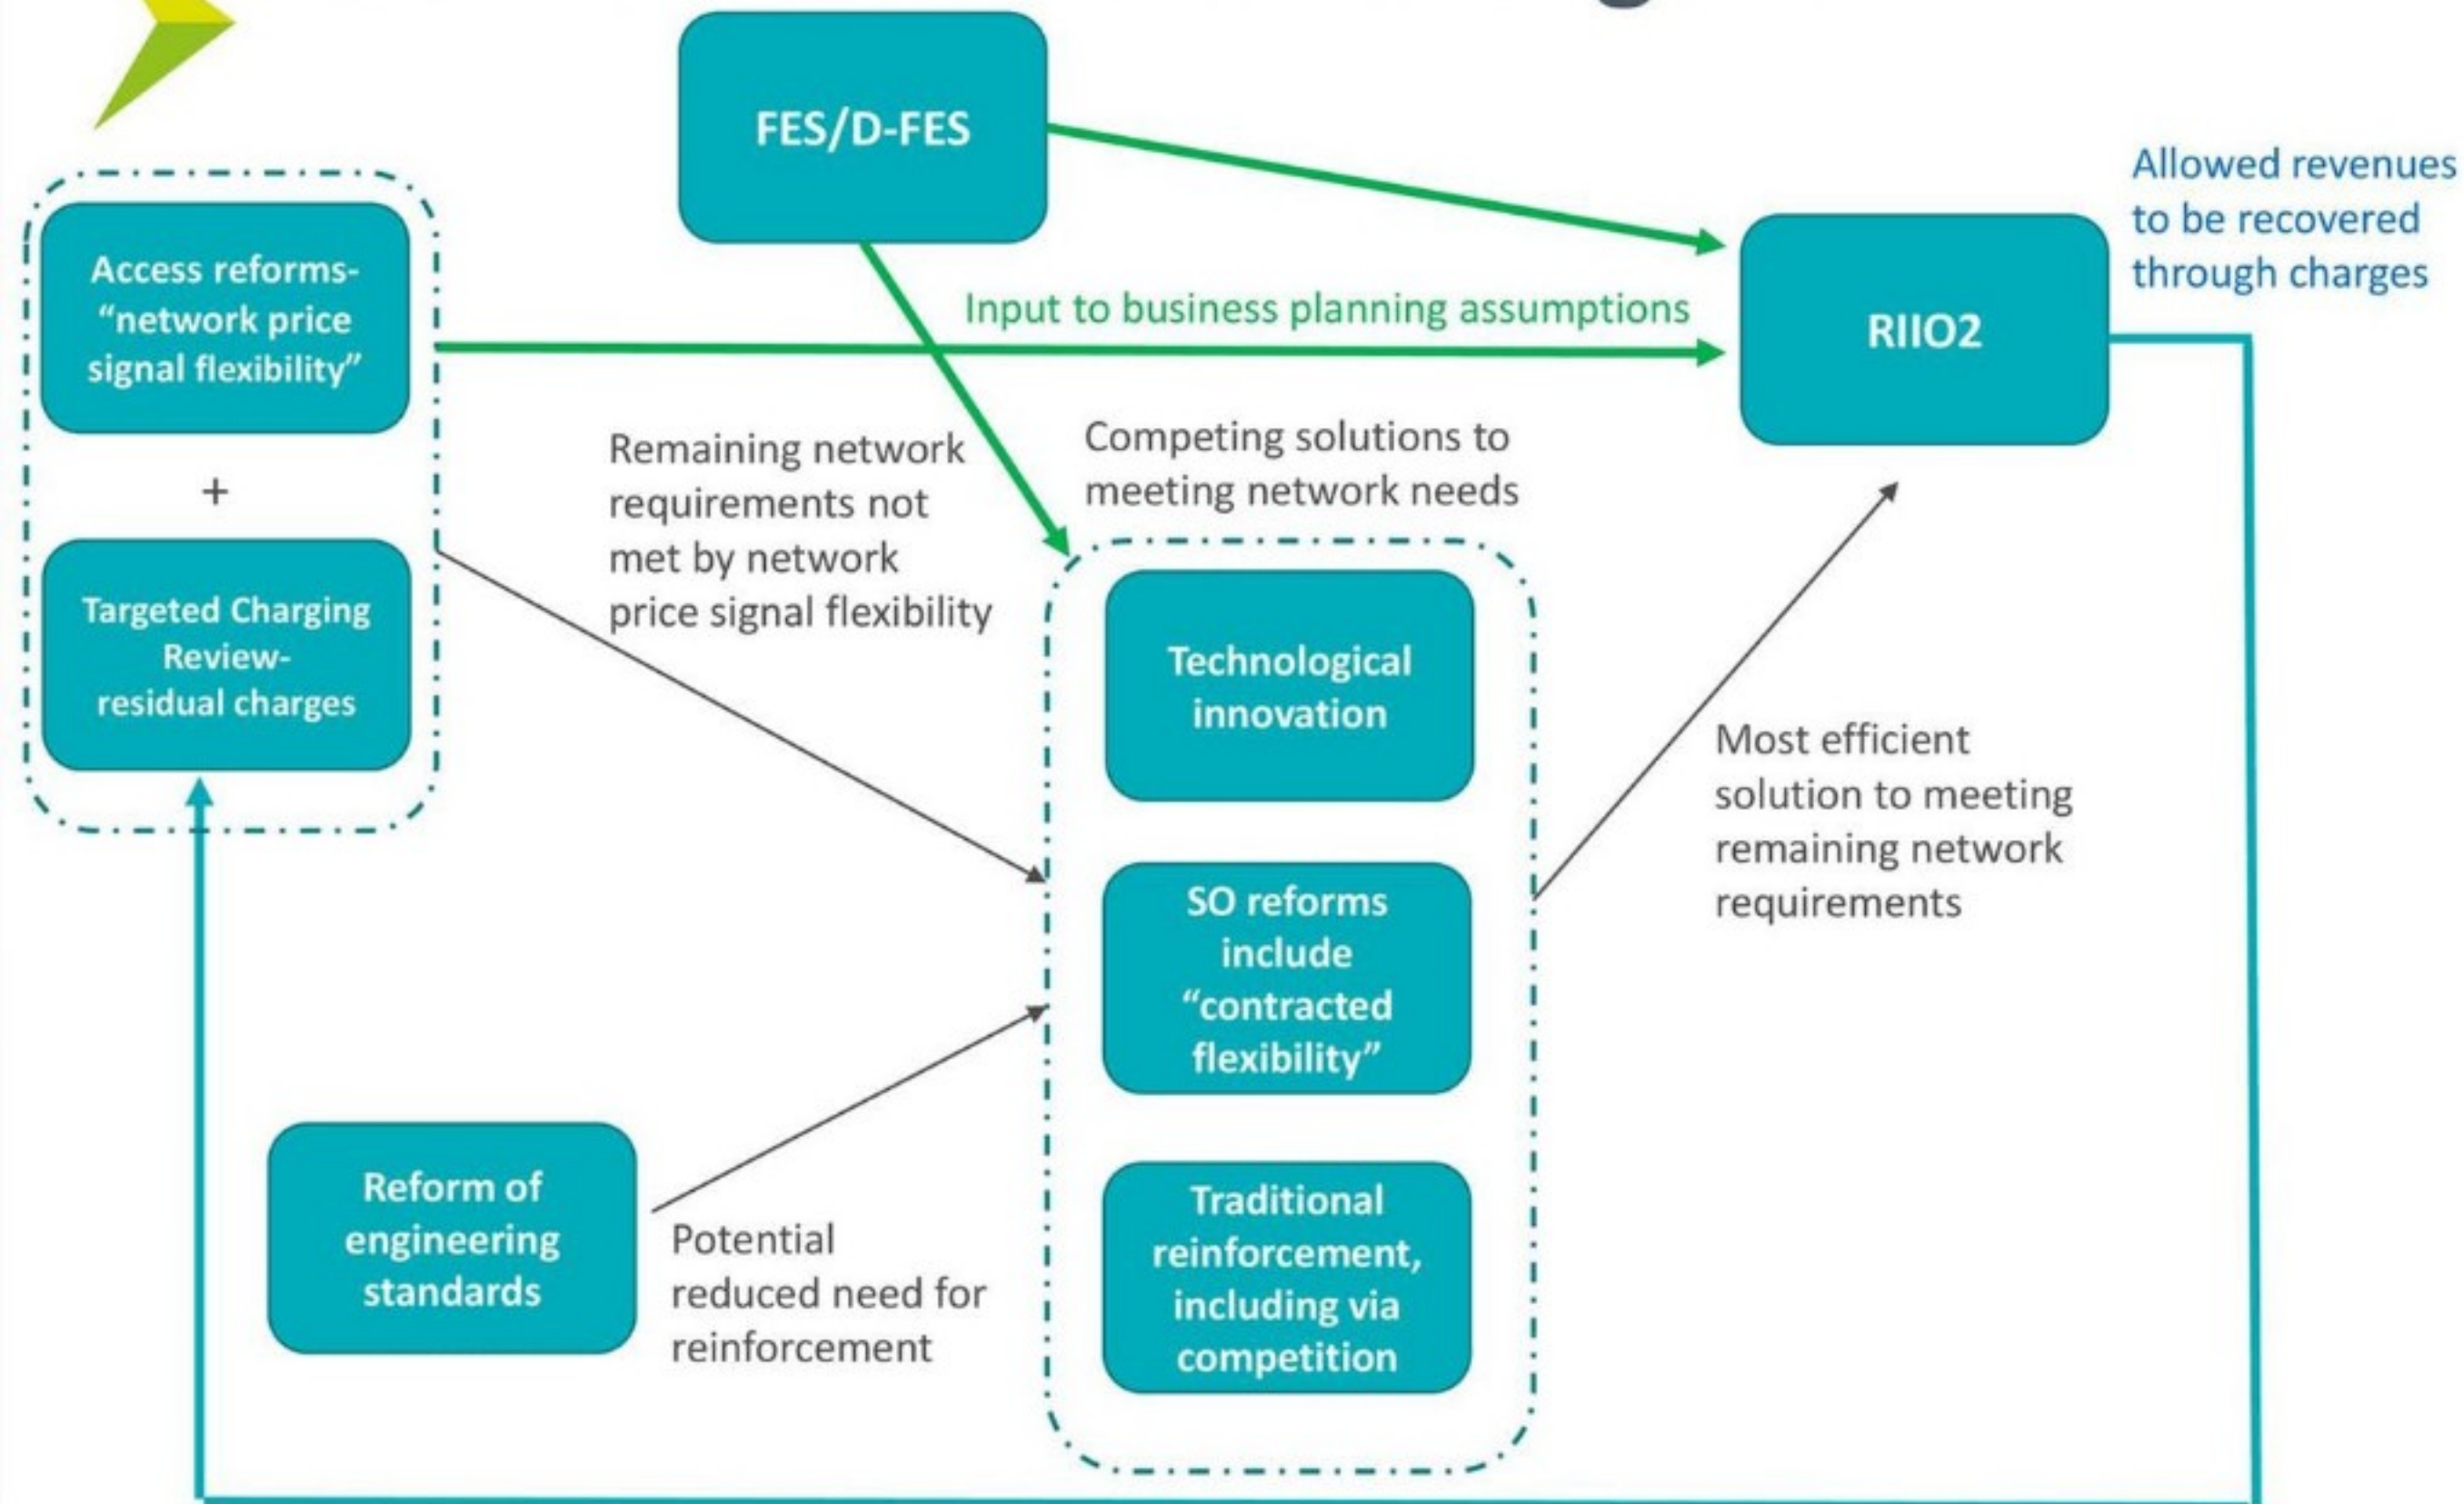 FES/D-FES
Allowed revenues
to be recovered
through charges
Access reforms-
“network price
signal flexibility”
+
Targeted Charging
Review-
residual charges
Input to business planning assumptions
RIIO2
Remaining network
requirements not
met by network
price signal flexibility
Competing solutions to
meeting network needs
Technological
innovation
SO reforms
include
“contracted
flexibility”
Traditional
reinforcement,
including via
competition
Most efficient
solution to meeting
remaining network
requirements
Reform of
engineering
standards
Potential
reduced need for
reinforcement